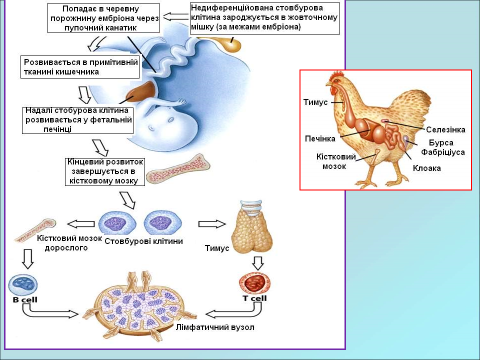 Попадає в черевну
порожнину ембріона через
пупочний канатик
Недиференційована стовбурова
клітина зароджується в жовточному
мішку (за межами ембріона)
Розвивається в примітивній
тканині кишечника
Надалі стобурова клітина
розвивається у фетальній
печінці
Кінцевий розвиток
завершується в
кістковому мозку
Кістковий мозок
дорослого
Стовбурові клітини
Тимус
B cell
T cell
Лімфатичний вузол
Тимус
Печінка
Кістковий
мозок
Селезінка
Бурса
Фабріціуса
Клоака